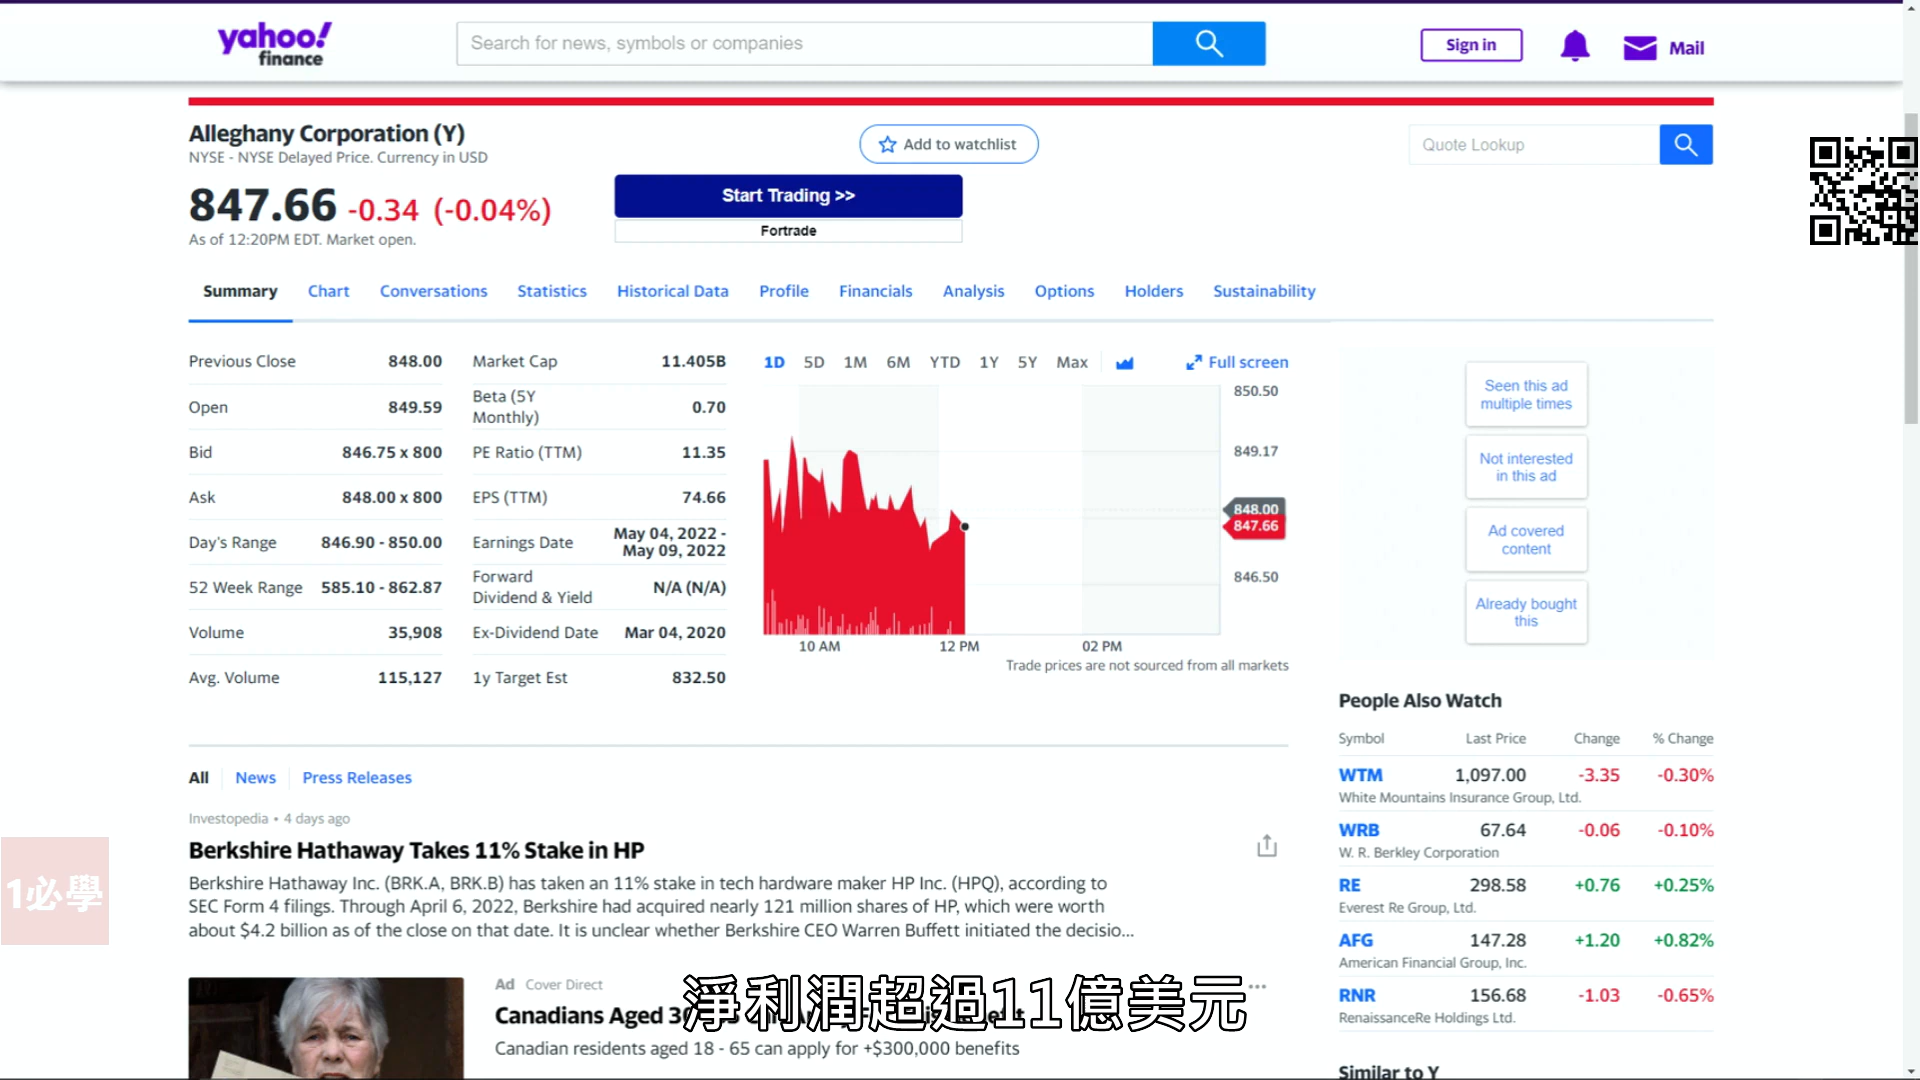 yahoo!
finance
Search for news, symbols or companies
Sign in
Mail
Alleghany Corporation (Y)
NYSE - NYSE Delayed Price. Currency in USD
Add to watchlist
Quote Lookup
847.66 -0.34 (-0.04%)
As of 12:20PM EDT. Market open.
Start Trading >>
Fortrade
Summary Chart Conversations Statistics Historical Data Profile Financials Analysis Options Holders Sustainability
Previous Close 848.00
Open 849.59
Bid 846.75 x 800
Ask 848.00 x 800
Day's Range 846.90 - 850.00
52 Week Range 585.10 - 862.87
Volume 35,908
Avg. Volume 115,127
Market Cap 11.405B
Beta (5Y
Monthly) 0.70
PE Ratio (TTM) 11.35
EPS (TTM) 74.66
Earnings Date May 04, 2022 -
May 09, 2022
Forward
Dividend & Yield N/A (N/A)
Ex-Dividend Date Mar 04, 2020
1y Target Est 832.50
1D 5D 1M 6M YTD 1Y 5Y Max Full screen
850.50
849.17
848.00
847.66
846.50
10 AM 12 PM 02 PM
Trade prices are not sourced from all markets
Seen this ad
multiple times
Not interested
in this ad
Ad covered
content
Already bought
this
People Also Watch
Symbol Last Price Change % Change
WTM 1,097.00 -3.35 -0.30%
White Mountains Insurance Group, Ltd.
WRB 67.64 -0.06 -0.10%
W. R. Berkley Corporation
RE 298.58 +0.76 +0.25%
Everest Re Group, Ltd.
AFG 147.28 +1.20 +0.82%
American Financial Group, Inc.
RNR 156.68 -1.03 -0.65%
RenaissanceRe Holdings Ltd.
Similar to Y
All News Press Releases
Investopedia • 4 days ago
Berkshire Hathaway Takes 11% Stake in HP
Berkshire Hathaway Inc. (BRK.A, BRK.B) has taken an 11% stake in tech hardware maker HP Inc. (HPQ), according to
SEC Form 4 filings. Through April 6, 2022, Berkshire had acquired nearly 121 million shares of HP, which were worth
about $4.2 billion as of the close on that date. It is unclear whether Berkshire CEO Warren Buffett initiated the decisio...
1必學
Ad Cover Direct
Canadians Aged
淨利潤超過11億美元
Canadian residents aged 18 - 65 can apply for +$300,000 benefits